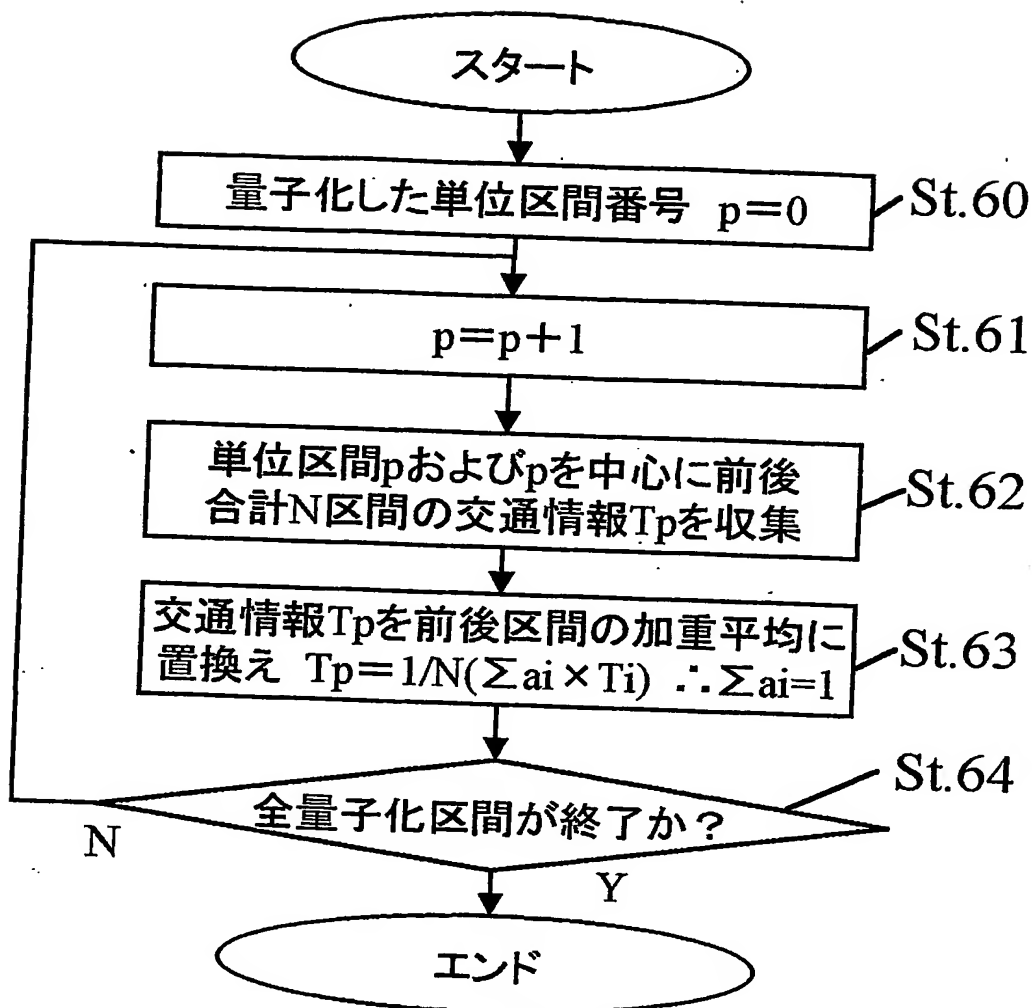 スタート
量子化した単位区間番号 p=0
St.60
p=p+1
St.61
単位区間pおよびpを中心に前後
合計N区間の交通情報Tpを収集
St.62
交通情報Tpを前後区間の加重平均に
置換え Tp=1/N(Σai×Ti) ∴Σai=1
St.63
全量子化区間が終了か？
St.64
N
Y
エンド